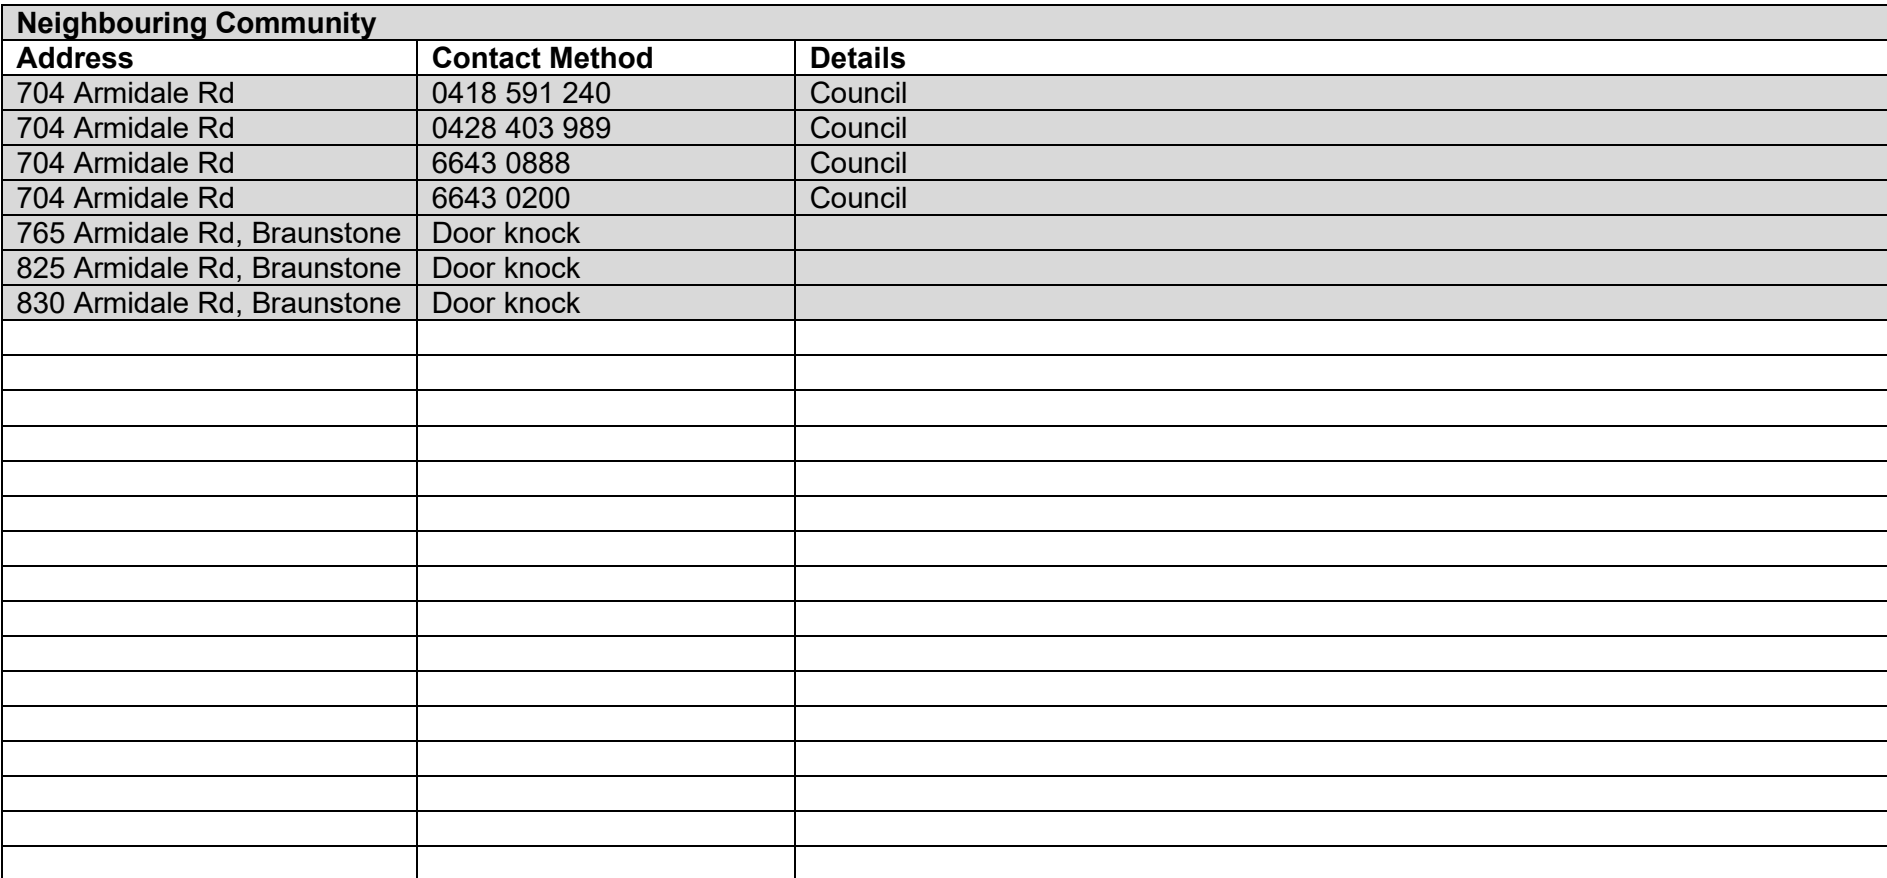 Neighbouring Community
Address Contact Method Details
704 Armidale Rd 0418 591 240 Council
704 Armidale Rd 0428 403 989 Council
704 Armidale Rd 6643 0888 Council
704 Armidale Rd 6643 0200 Council
765 Armidale Rd, Braunstone Door knock
825 Armidale Rd, Braunstone Door knock
830 Armidale Rd, Braunstone Door knock